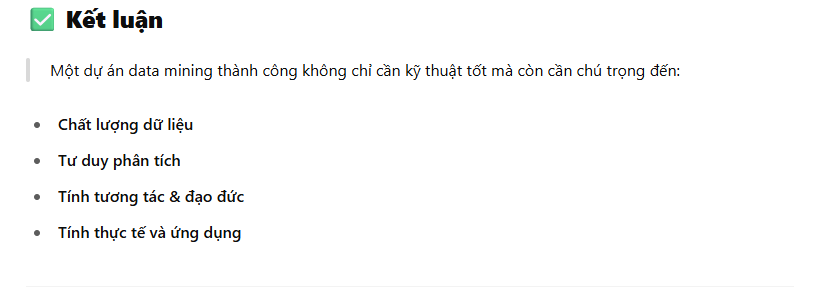 ✅ Kết luận
Một dự án data mining thành công không chỉ cần kỹ thuật tốt mà còn cần chú trọng đến:
• Chất lượng dữ liệu
• Tư duy phân tích
• Tính tương tác & đạo đức
• Tính thực tế và ứng dụng